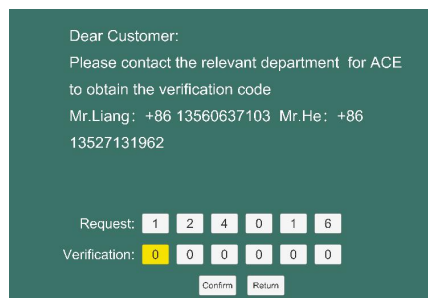 Dear Customer:
Please contact the relevant department for ACE
to obtain the verification code
Mr.Liang: +86 13560637103 Mr.He: +86
13527131962
Request: 1 2 4 0 1 6
Verification: 0 0 0 0 0 0
Confirm Return